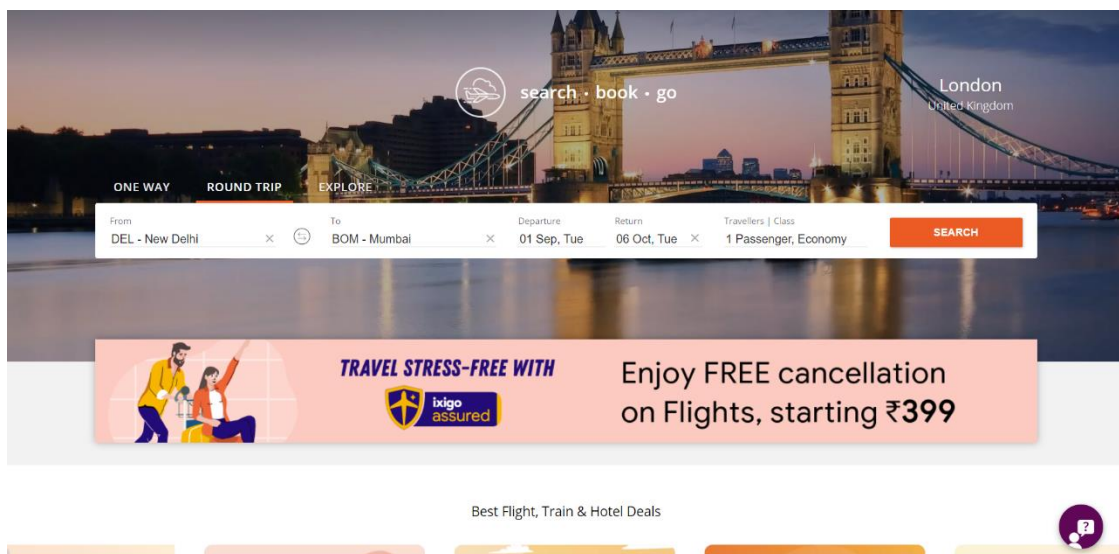 search • book • go
London
United Kingdom
ONE WAY ROUND TRIP EXPLORE
From To Departure Return Travellers | Class
DEL - New Delhi BOM - Mumbai 01 Sep, Tue 06 Oct, Tue 1 Passenger, Economy SEARCH
TRAVEL STRESS-FREE WITH
ixigo
assured
Enjoy FREE cancellation
on Flights, starting ₹399
Best Flight, Train & Hotel Deals
?